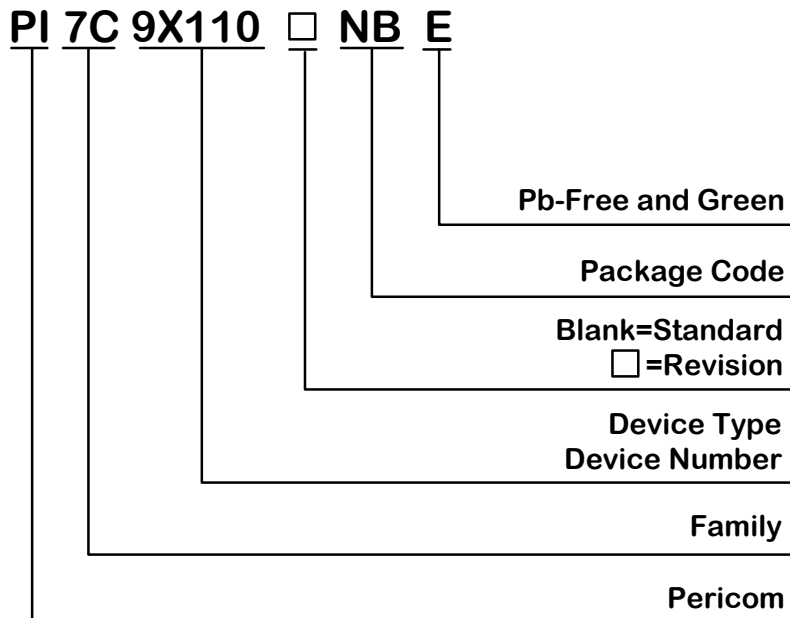 PI 7C 9X110 □ NB E
Pb-Free and Green
Package Code
Blank=Standard
□=Revision
Device Type
Device Number
Family
Pericom